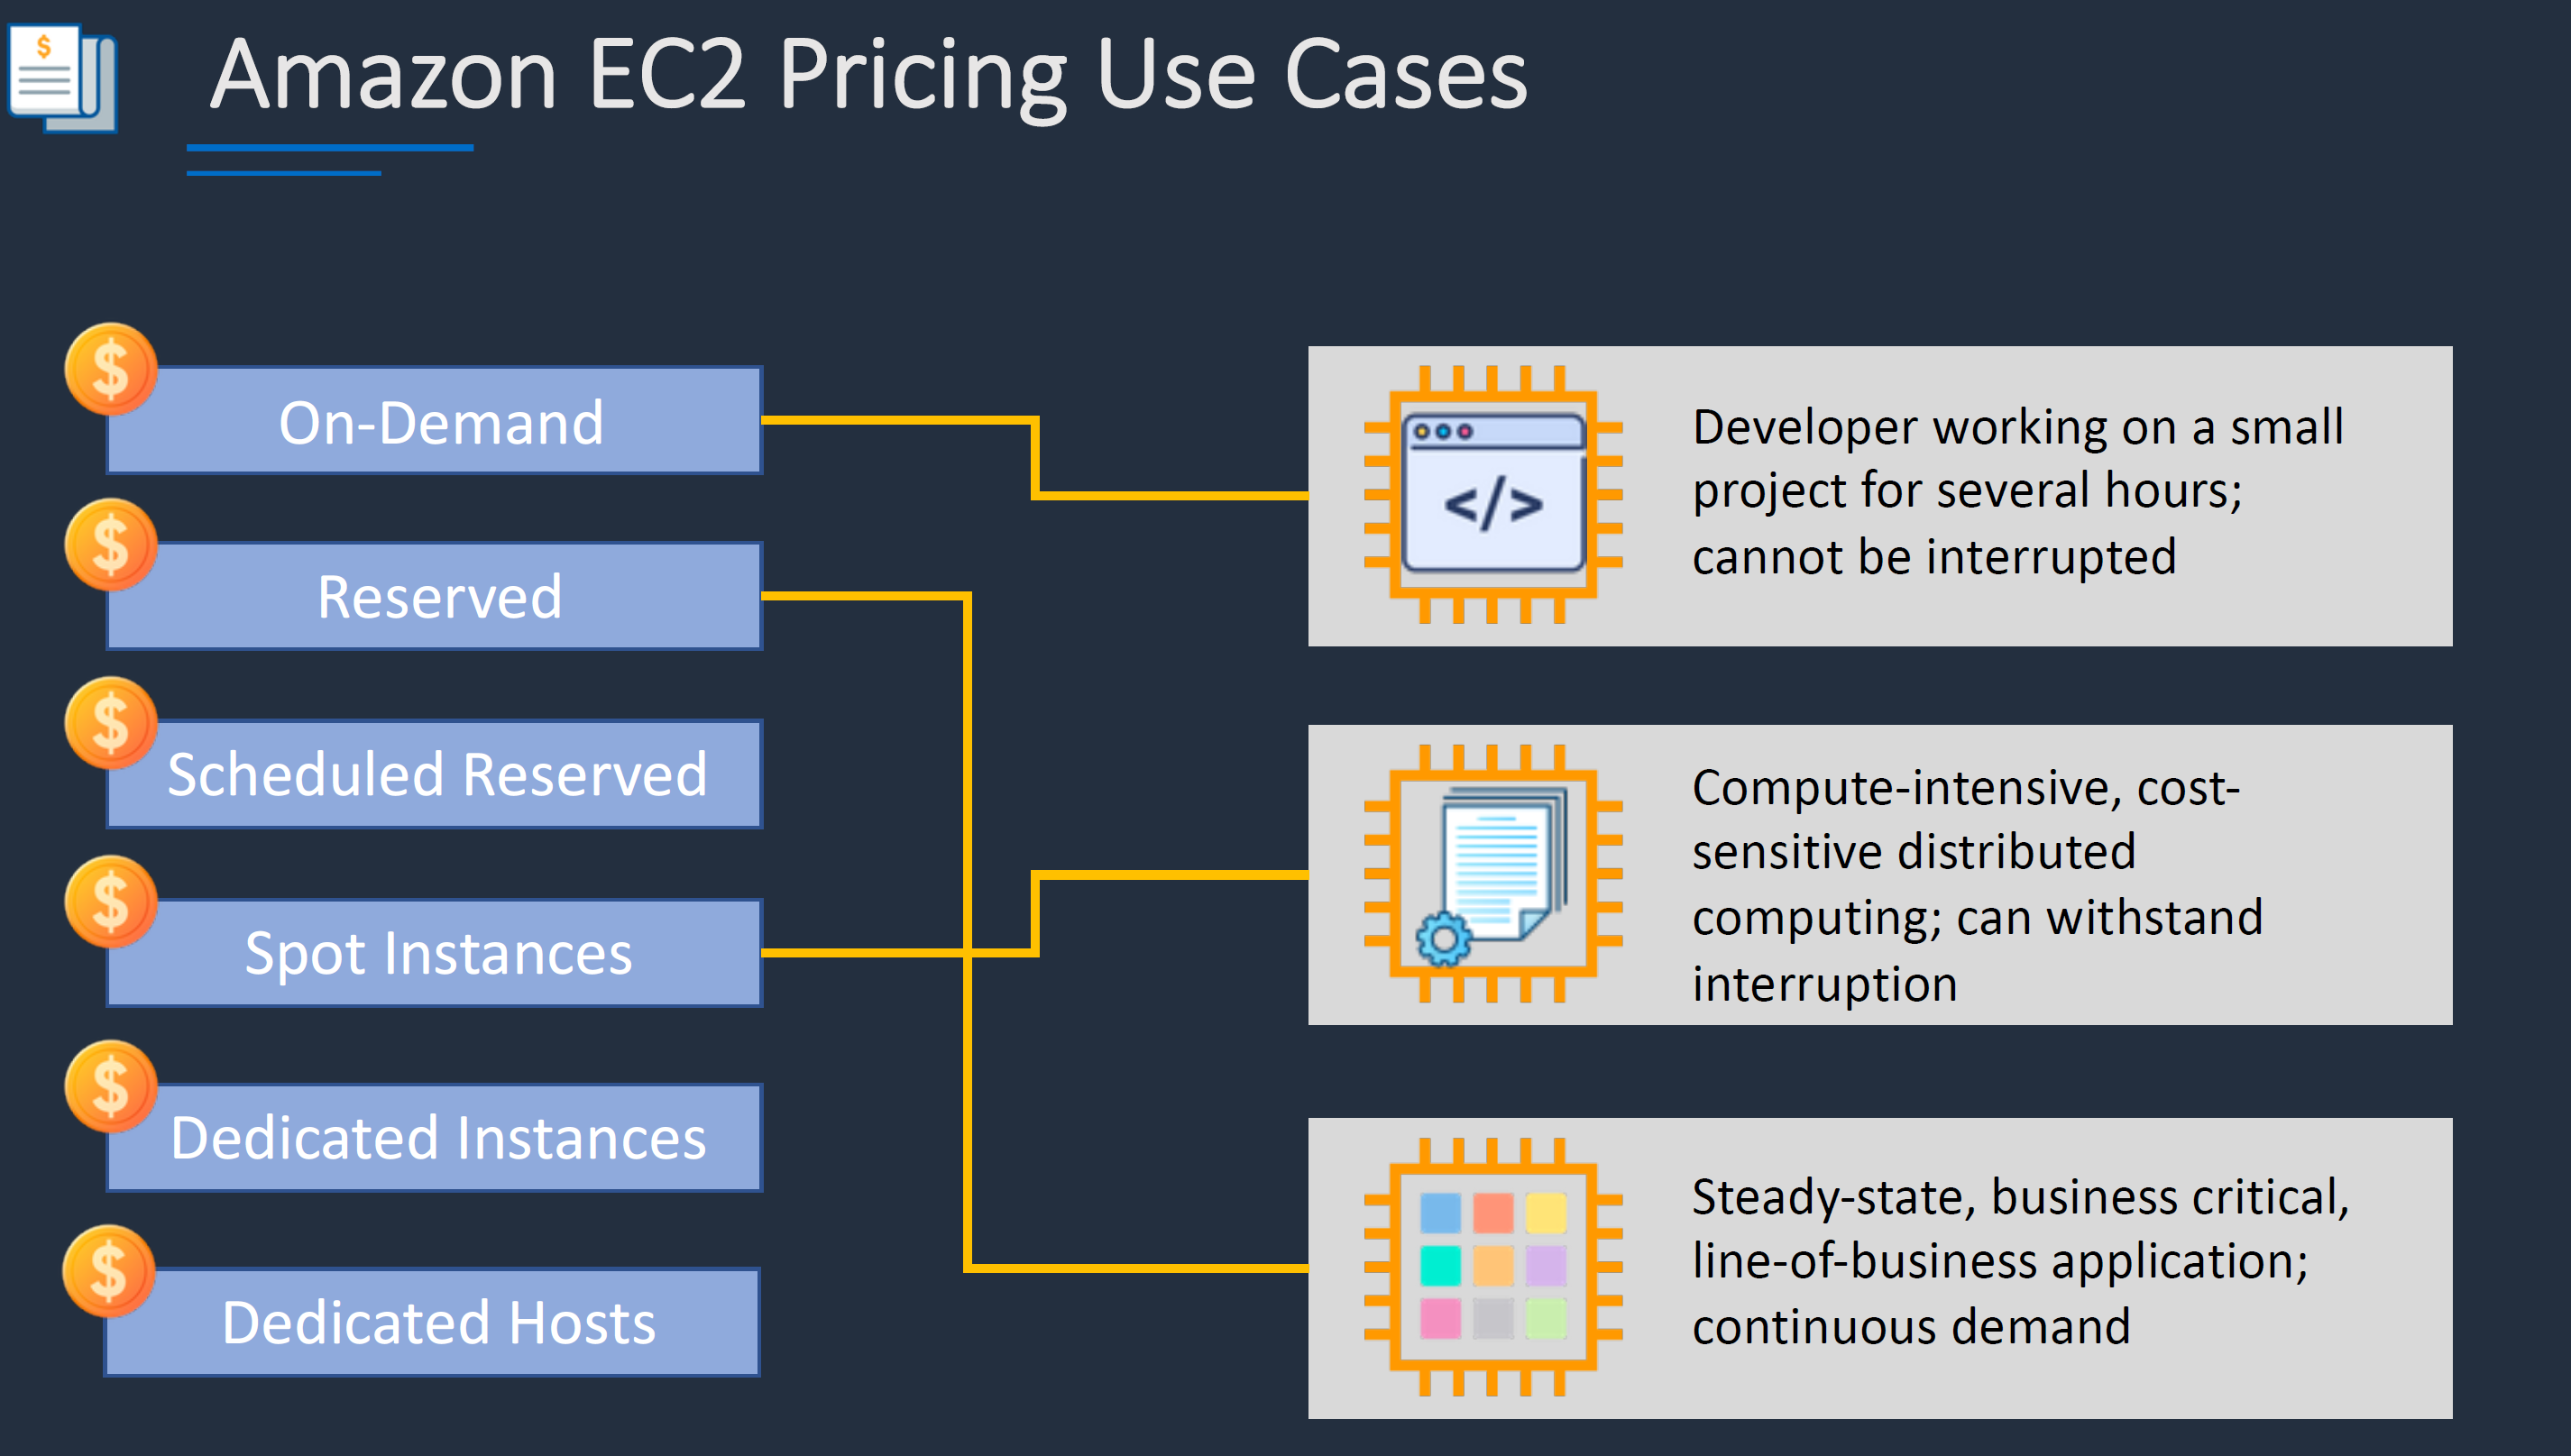 $
Amazon EC2 Pricing Use Cases
$
On-Demand
$
Reserved
$
Scheduled Reserved
$
Spot Instances
$
Dedicated Instances
$
Dedicated Hosts
</>
Developer working on a small
project for several hours;
cannot be interrupted
Compute-intensive, cost-
sensitive distributed
computing; can withstand
interruption
Steady-state, business critical,
line-of-business application;
continuous demand